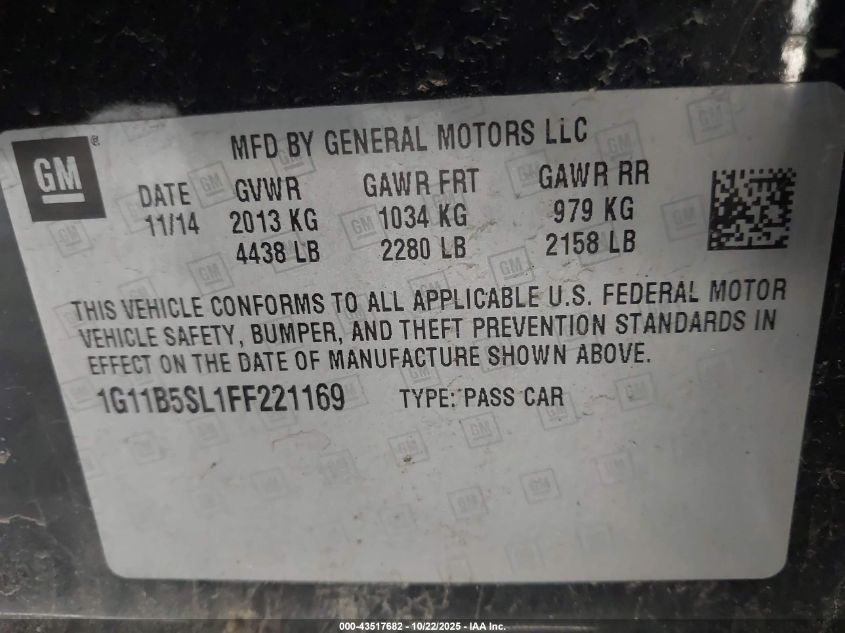 MFD BY GENERAL MOTORS LLC
GM®
DATE GVWR GAWR FRT GAWR RR
11/14 2013 KG 1034 KG 979 KG
4438 LB 2280 LB 2158 LB
THIS VEHICLE CONFORMS TO ALL APPLICABLE U.S. FEDERAL MOTOR
VEHICLE SAFETY, BUMPER, AND THEFT PREVENTION STANDARDS IN
EFFECT ON THE DATE OF MANUFACTURE SHOWN ABOVE.
1G11B5SL1FF221169 TYPE: PASS CAR
000-43517682 - 10/22/2025 - IAA Inc.